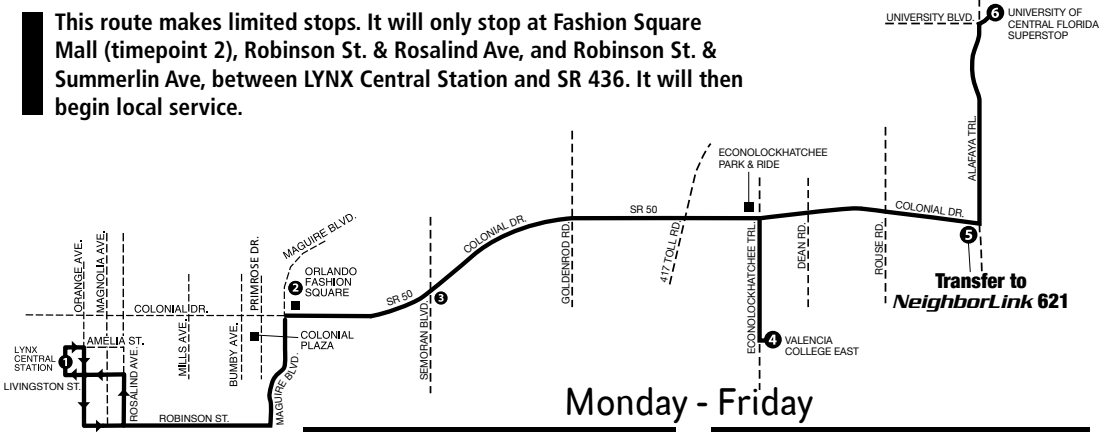 This route makes limited stops. It will only stop at Fashion Square
Mall (timepoint 2), Robinson St. & Rosalind Ave, and Robinson St. &
Summerlin Ave, between LYNX Central Station and SR 436. It will then
begin local service.
UNIVERSITY BLVD.
6 UNIVERSITY OF
CENTRAL FLORIDA
SUPERSTOP
ALAFAYA TRL.
ECONOLOCKHATCHEE
PARK & RIDE
COLONIAL DR.
SR 50
COLONIAL DR.
SR 50
GOLDENROD RD.
417 TOLL RD.
ECONOLOCKHATCHEE TRL.
DEAN RD.
ROUSE RD.
5
Transfer to
NeighborLink 621
4 VALENCIA
COLLEGE EAST
SEMORAN BLVD.
3
MAGUIRE BLVD.
2 ORLANDO
FASHION
SQUARE
ORANGE AVE.
MAGNOLIA AVE.
COLONIAL DR.
PRIMROSE DR.
COLONIAL
PLAZA
MILLS AVE.
BUMBY AVE.
MAGUIRE BLVD.
AMELIA ST.
LYNX
CENTRAL
STATION
1
LIVINGSTON ST.
ROSALIND AVE.
ROBINSON ST.
Monday - Friday